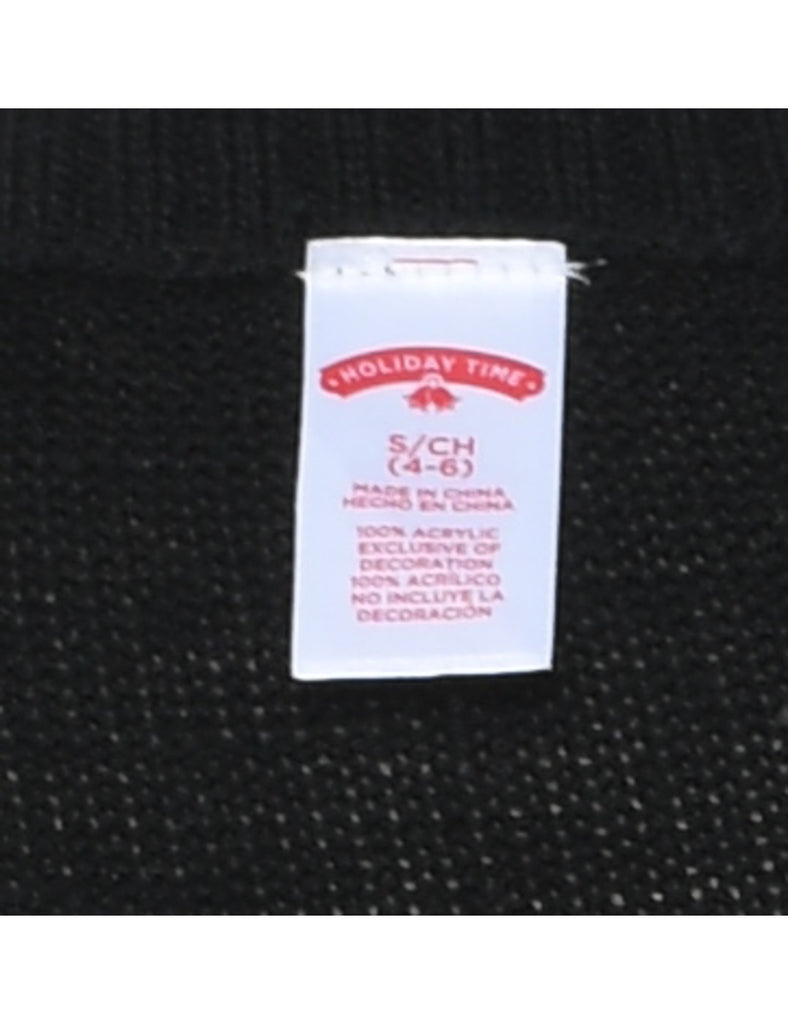 HOLIDAY TIME
S/CH
(4-6)
MADE IN CHINA
HECHO EN CHINA
100% ACRYLIC
EXCLUSIVE OF
DECORATION
100% ACRÍLICO
NO INCLUYE LA
DECORACIÓN